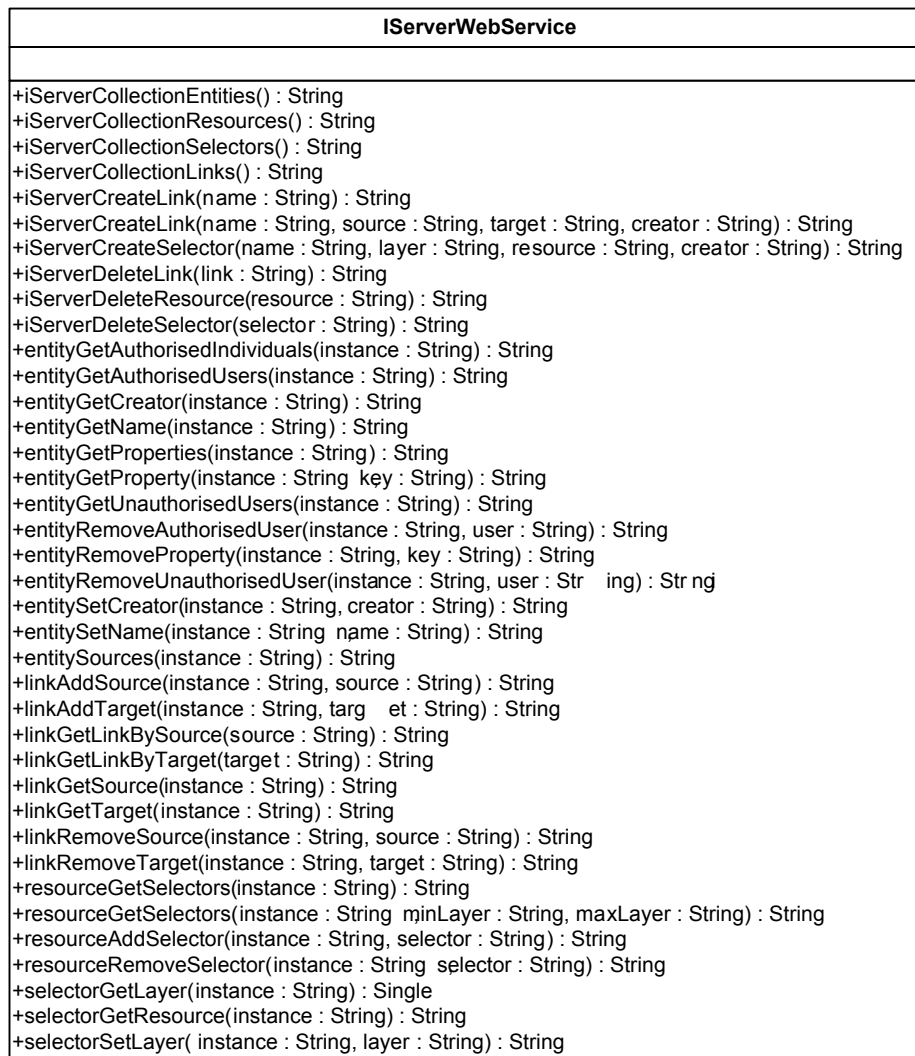 IServerWebService
+iServerCollectionEntities() : String
+iServerCollectionResources() : String
+iServerCollectionSelectors() : String
+iServerCollectionLinks() : String
+iServerCreateLink(name : String) : String
+iServerCreateLink(name : String, source : String, target : String, creator : String) : String
+iServerCreateSelector(name : String, layer : String, resource : String, creator : String) : String
+iServerDeleteLink(link : String) : String
+iServerDeleteResource(resource : String) : String
+iServerDeleteSelector(selector : String) : String
+entityGetAuthorisedIndividuals(instance : String) : String
+entityGetAuthorisedUsers(instance : String) : String
+entityGetCreator(instance : String) : String
+entityGetName(instance : String) : String
+entityGetProperties(instance : String) : String
+entityGetProperty(instance : String, key : String) : String
+entityGetUnauthorisedUsers(instance : String) : String
+entityRemoveAuthorisedUser(instance : String, user : String) : String
+entityRemoveProperty(instance : String, key : String) : String
+entityRemoveUnauthorisedUser(instance : String, user : String) : String
+entitySetCreator(instance : String, creator : String) : String
+entitySetName(instance : String, name : String) : String
+entitySources(instance : String) : String
+linkAddSource(instance : String, source : String) : String
+linkAddTarget(instance : String, target : String) : String
+linkGetLinkBySource(source : String) : String
+linkGetLinkByTarget(target : String) : String
+linkGetSource(instance : String) : String
+linkGetTarget(instance : String) : String
+linkRemoveSource(instance : String, source : String) : String
+linkRemoveTarget(instance : String, target : String) : String
+resourceGetSelectors(instance : String) : String
+resourceGetSelectors(instance : String, minLayer : String, maxLayer : String) : String
+resourceAddSelector(instance : String, selector : String) : String
+resourceRemoveSelector(instance : String, selector : String) : String
+selectorGetLayer(instance : String) : Single
+selectorGetResource(instance : String) : String
+selectorSetLayer( instance : String, layer : String) : String